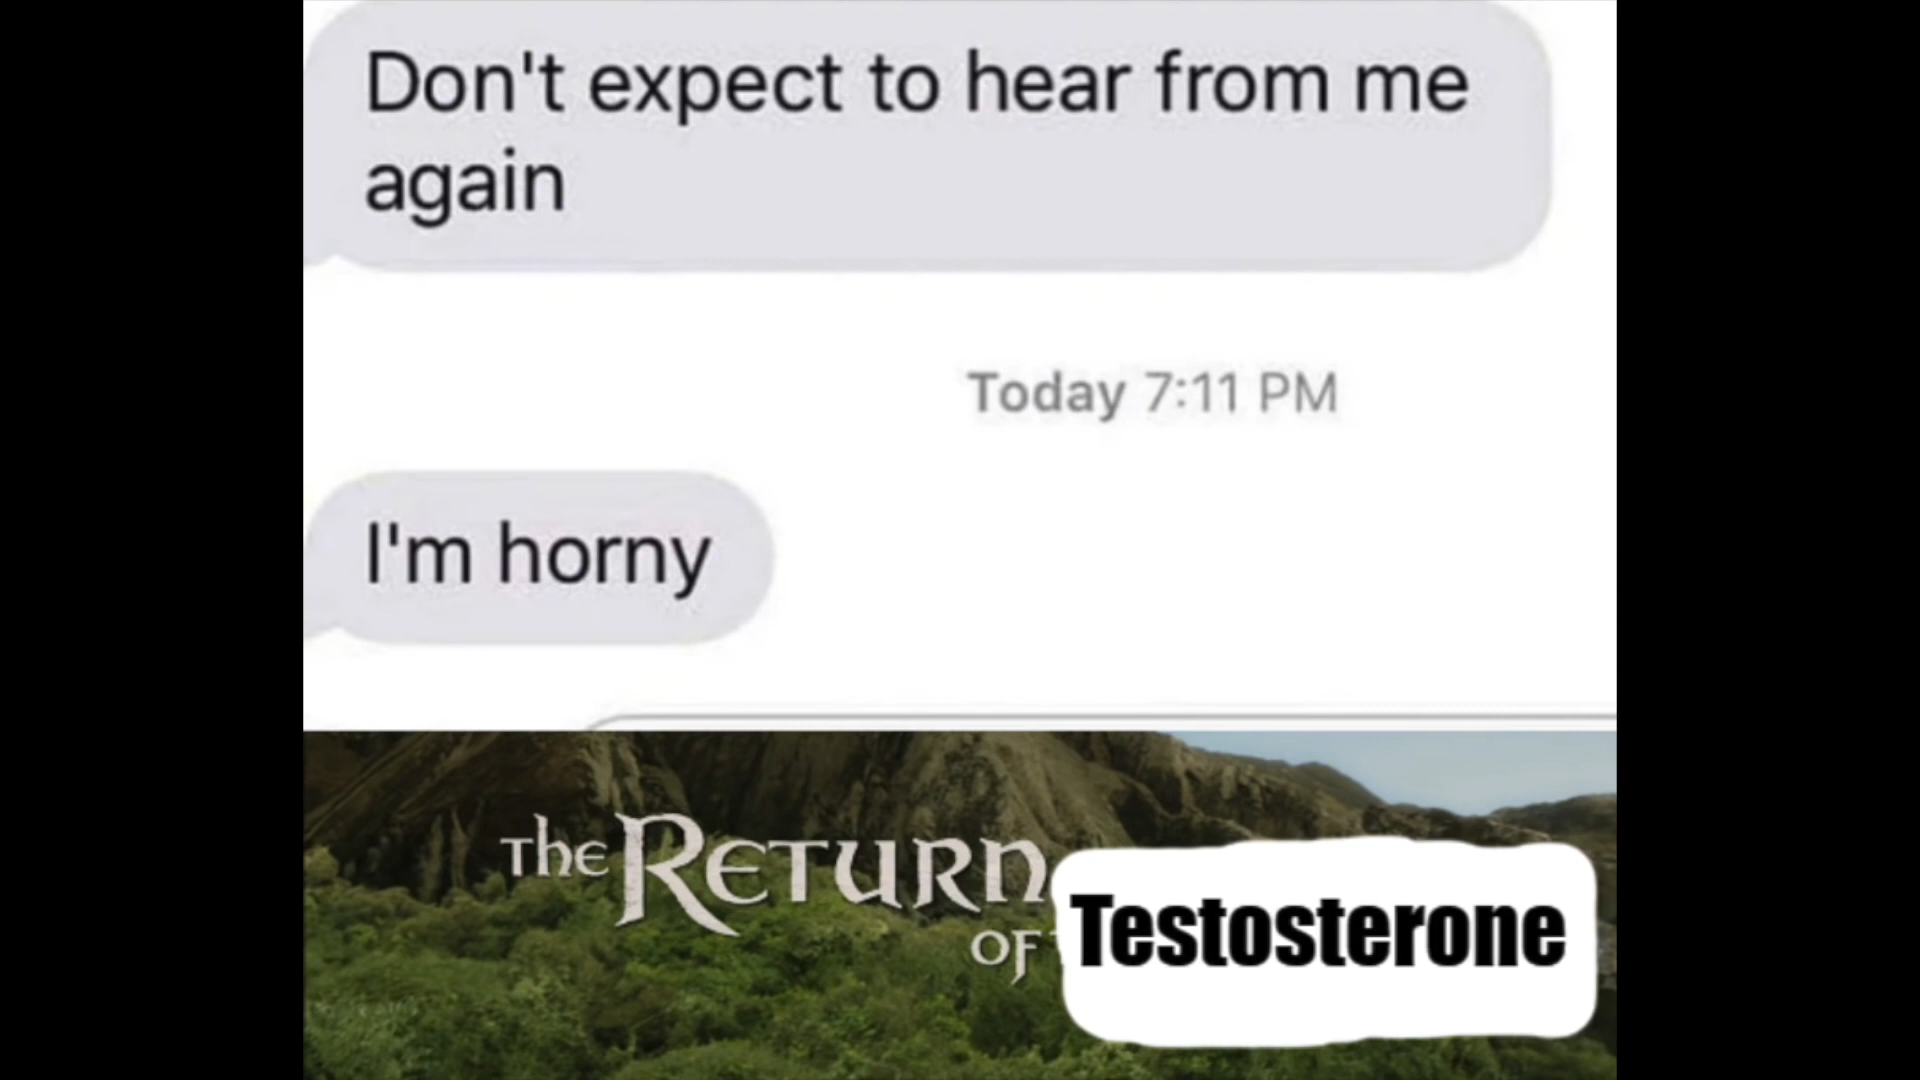 Don't expect to hear from me
again
Today 7:11 PM
I'm horny
The Return
of
Testosterone